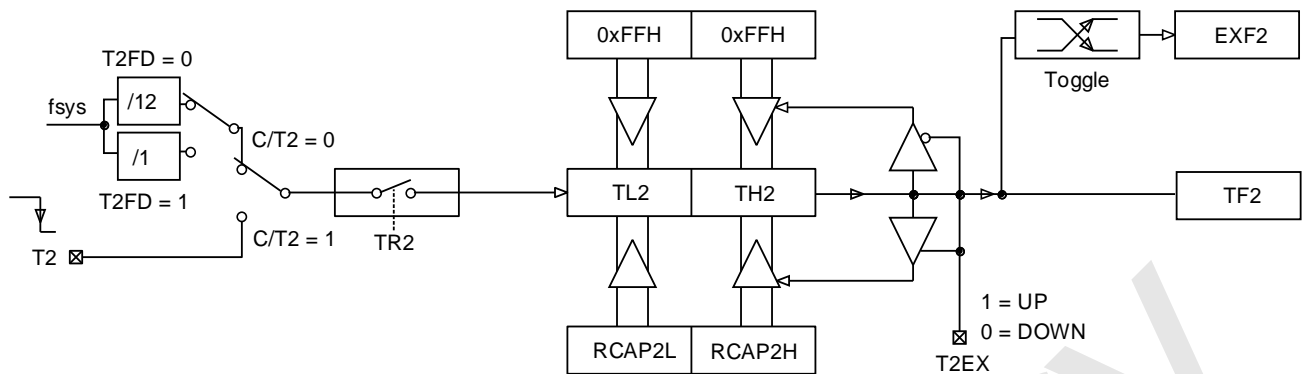 0xFFH 0xFFH
EXF2
Toggle
T2FD = 0
fsys
/12
C/T2 = 0
/1
T2FD = 1
TL2 TH2
TF2
TR2
C/T2 = 1
T2
1 = UP
0 = DOWN
RCAP2L RCAP2H
T2EX